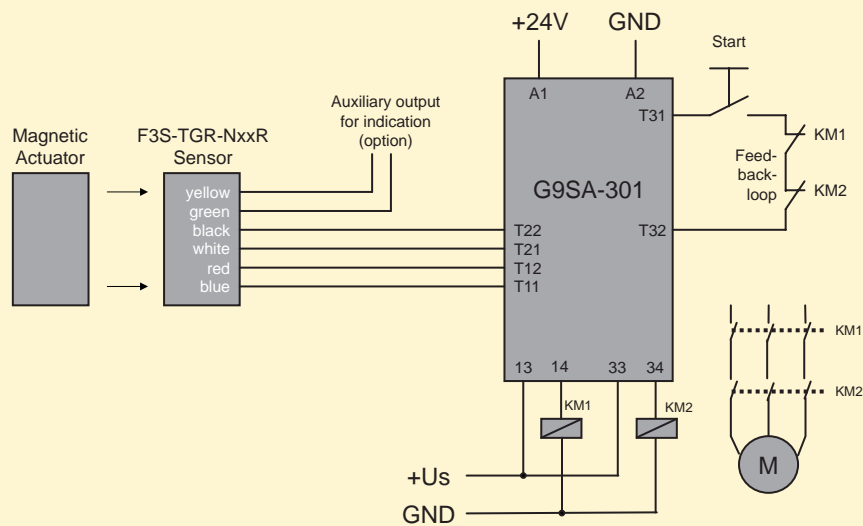 +24V
GND
Start
A1
A2
T31
Auxiliary output
for indication
(option)
Magnetic
Actuator
F3S-TGR-NxxR
Sensor
KM1
Feed-
back-
loop
KM2
yellow
green
black
white
red
blue
G9SA-301
T22
T21
T12
T11
T32
13
14
33
34
KM1
KM2
KM1
KM2
M
+Us
GND